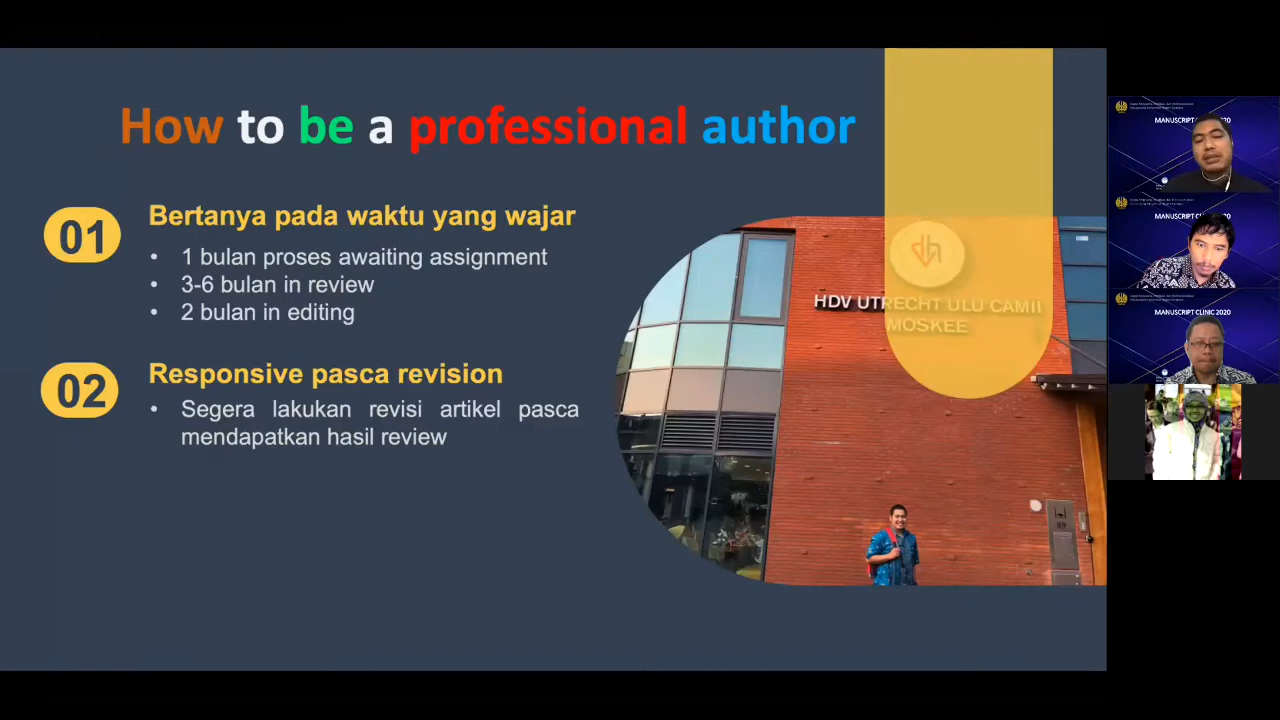 How to be a professional author
01
Bertanya pada waktu yang wajar
• 1 bulan proses awaiting assignment
• 3-6 bulan in review
• 2 bulan in editing
02
Responsive pasca revision
• Segera lakukan revisi artikel pasca
mendapatkan hasil review
HDV UTRECHT ULU CAMII
MOSKEE
89
MANUSCRIPT CLINIC 2020